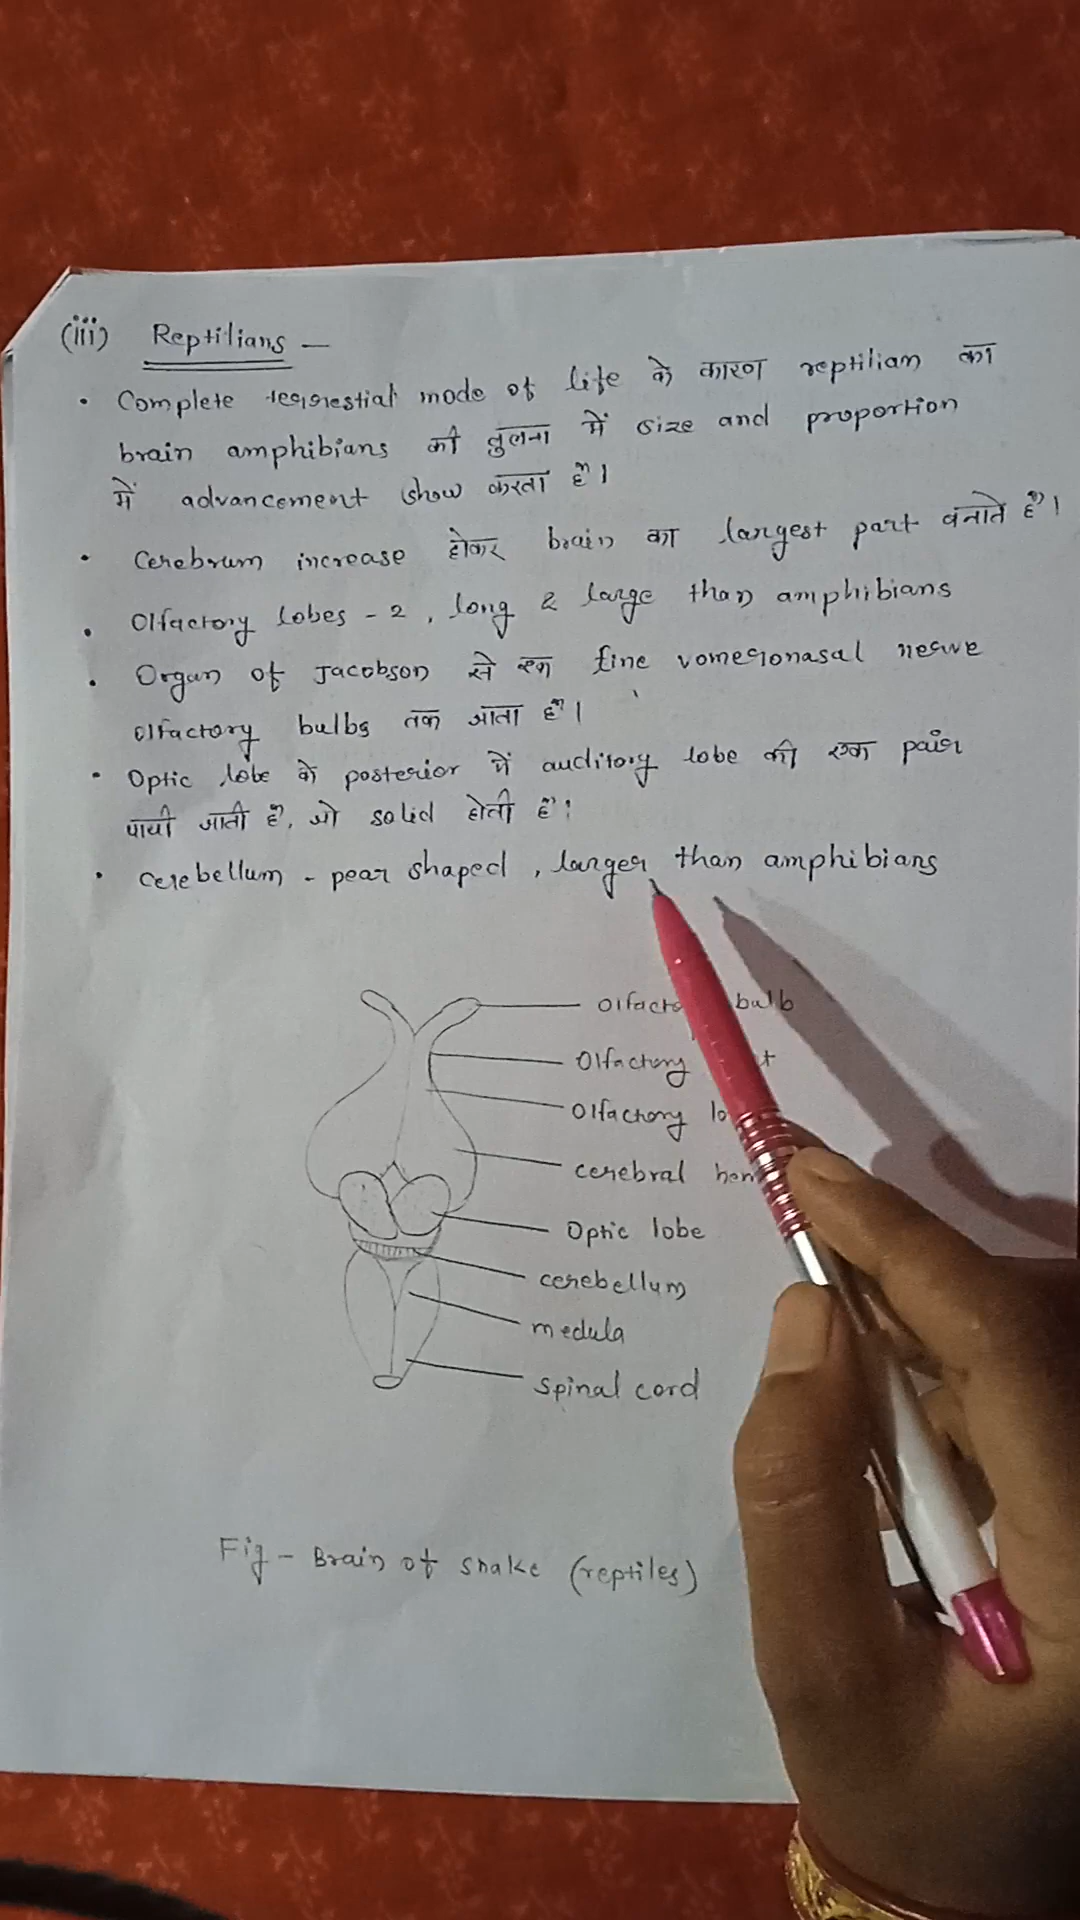 (iii) Reptilians —
• Complete terrestial mode of life के कारण reptilian का
brain amphibians की तुलना में size and proportion
में advancement show करता है।
• Cerebrum increase होकर brain का largest part बनाते है।
• Olfactory lobes - 2, long & large than amphibians
• Organ of Jacobson से एक fine vomeronasal nerve
olfactory bulbs तक आता है।
• Optic lobe के posterior में auditory lobe की एक pair
पायी जाती है, जो solid होती है।
• Cerebellum - pear shaped, larger than amphibians
bulb
Olfactory
Olfactory
cerebral
Optic lobe
cerebellum
medula
spinal cord
Fig - Brain of snake (reptiles)